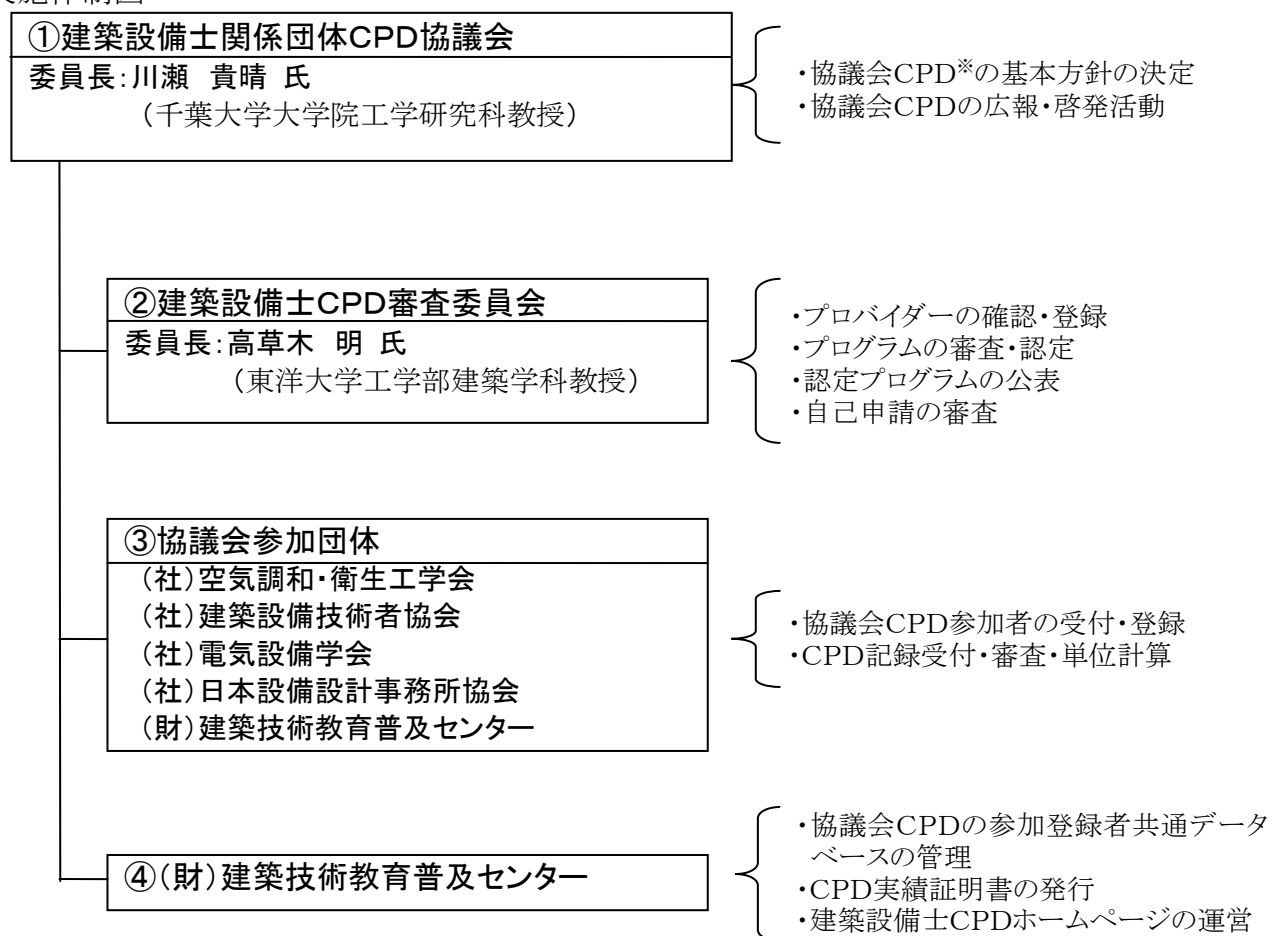 ①建築設備士関係団体CPD協議会
委員長:川瀬 貴晴 氏
(千葉大学大学院工学研究科教授)
・協議会CPD※の基本方針の決定
・協議会CPDの広報・啓発活動
②建築設備士CPD審査委員会
委員長:高草木 明 氏
(東洋大学工学部建築学科教授)
・プロバイダーの確認・登録
・プログラムの審査・認定
・認定プログラムの公表
・自己申請の審査
③協議会参加団体
(社)空気調和・衛生工学会
(社)建築設備技術者協会
(社)電気設備学会
(社)日本設備設計事務所協会
(財)建築技術教育普及センター
・協議会CPD参加者の受付・登録
・CPD記録受付・審査・単位計算
④(財)建築技術教育普及センター
・協議会CPDの参加登録者共通データ
ベースの管理
・CPD実績証明書の発行
・建築設備士CPDホームページの運営